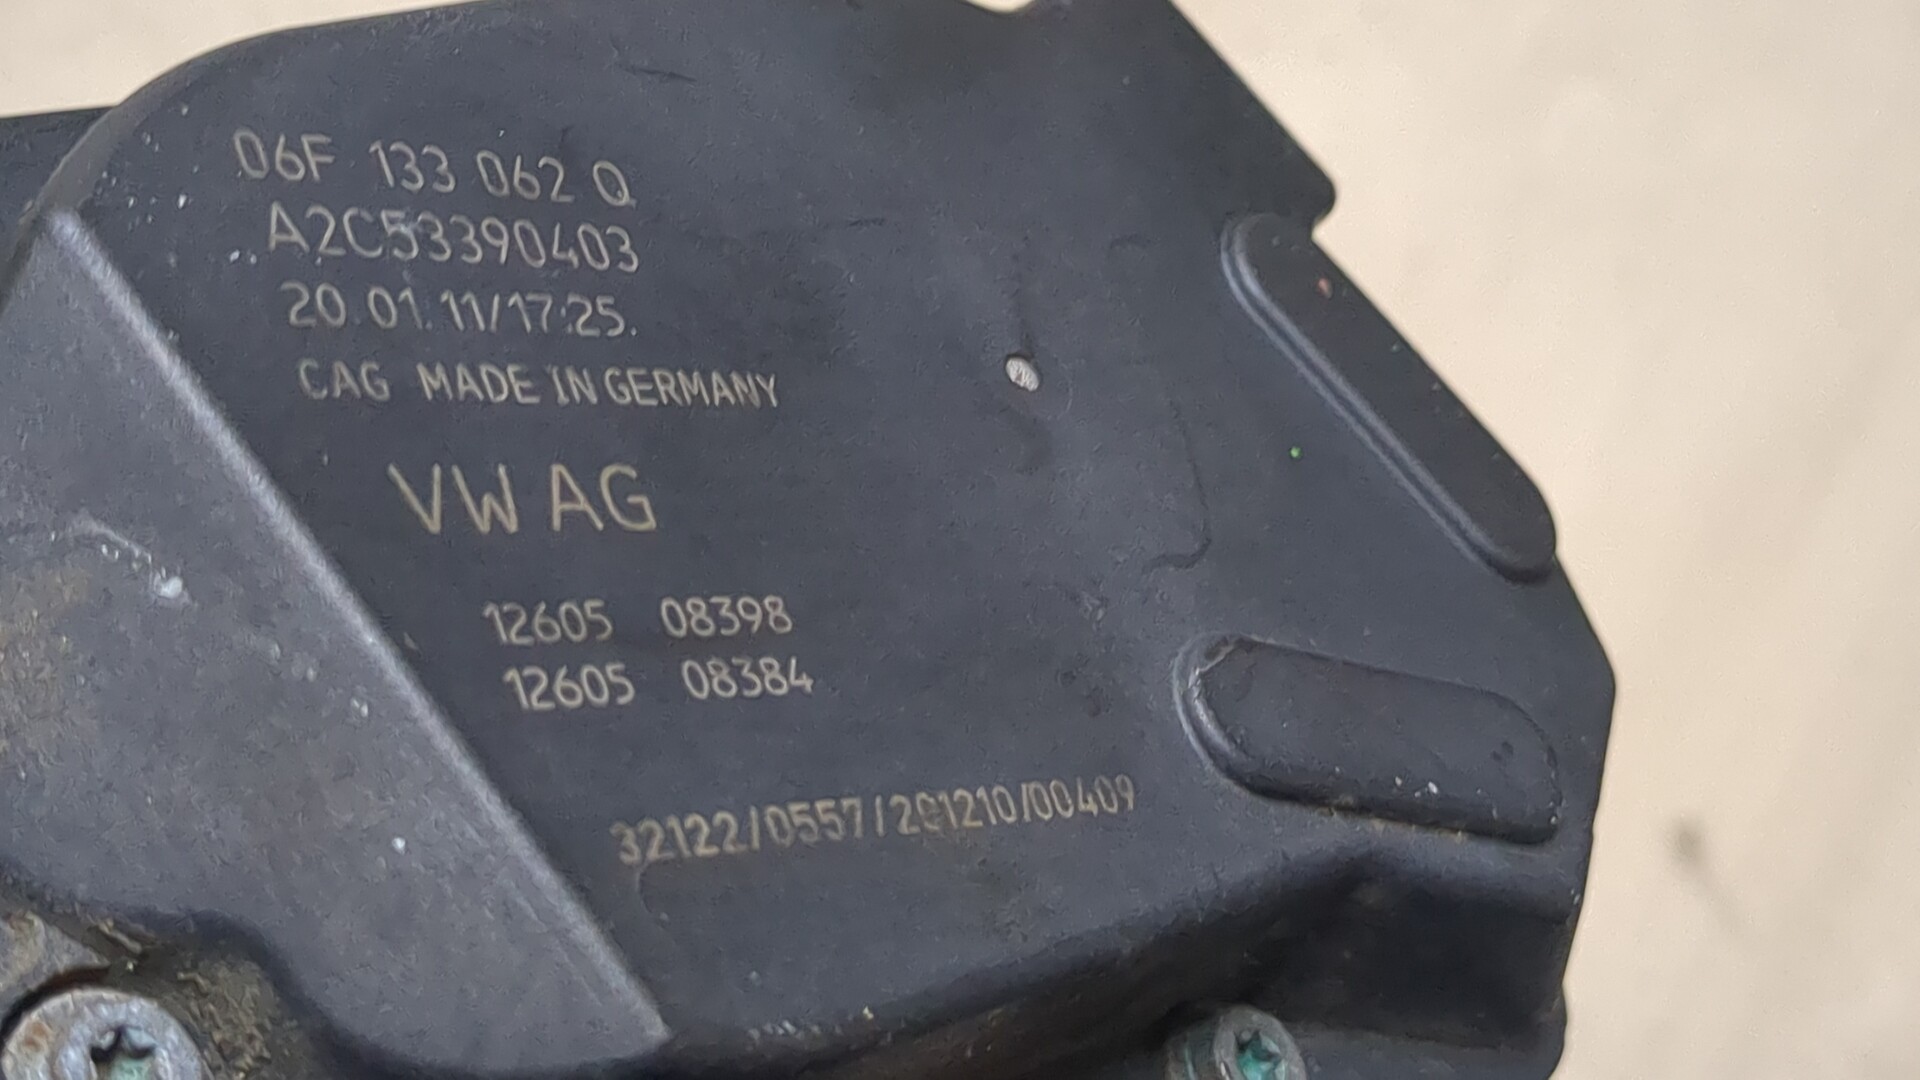 06F 133 062 Q
A2C53390403
20.01.11/17:25.
CAG MADE IN GERMANY
VW AG
12605 08398
12605 08384
32122/0557/201210/00409